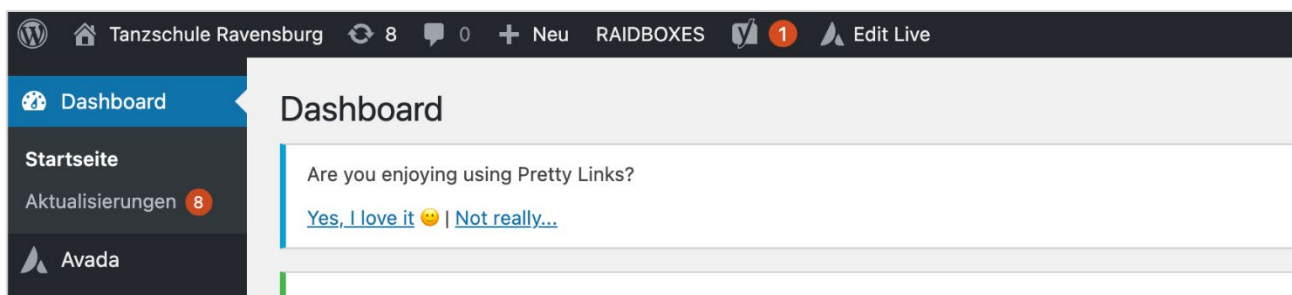 Tanzschule Ravensburg 8 0 + Neu RAIDBOXES 1 Edit Live
Dashboard
Dashboard
Startseite
Are you enjoying using Pretty Links?
Aktualisierungen 8
Yes, I love it 🙂 | Not really...
Avada